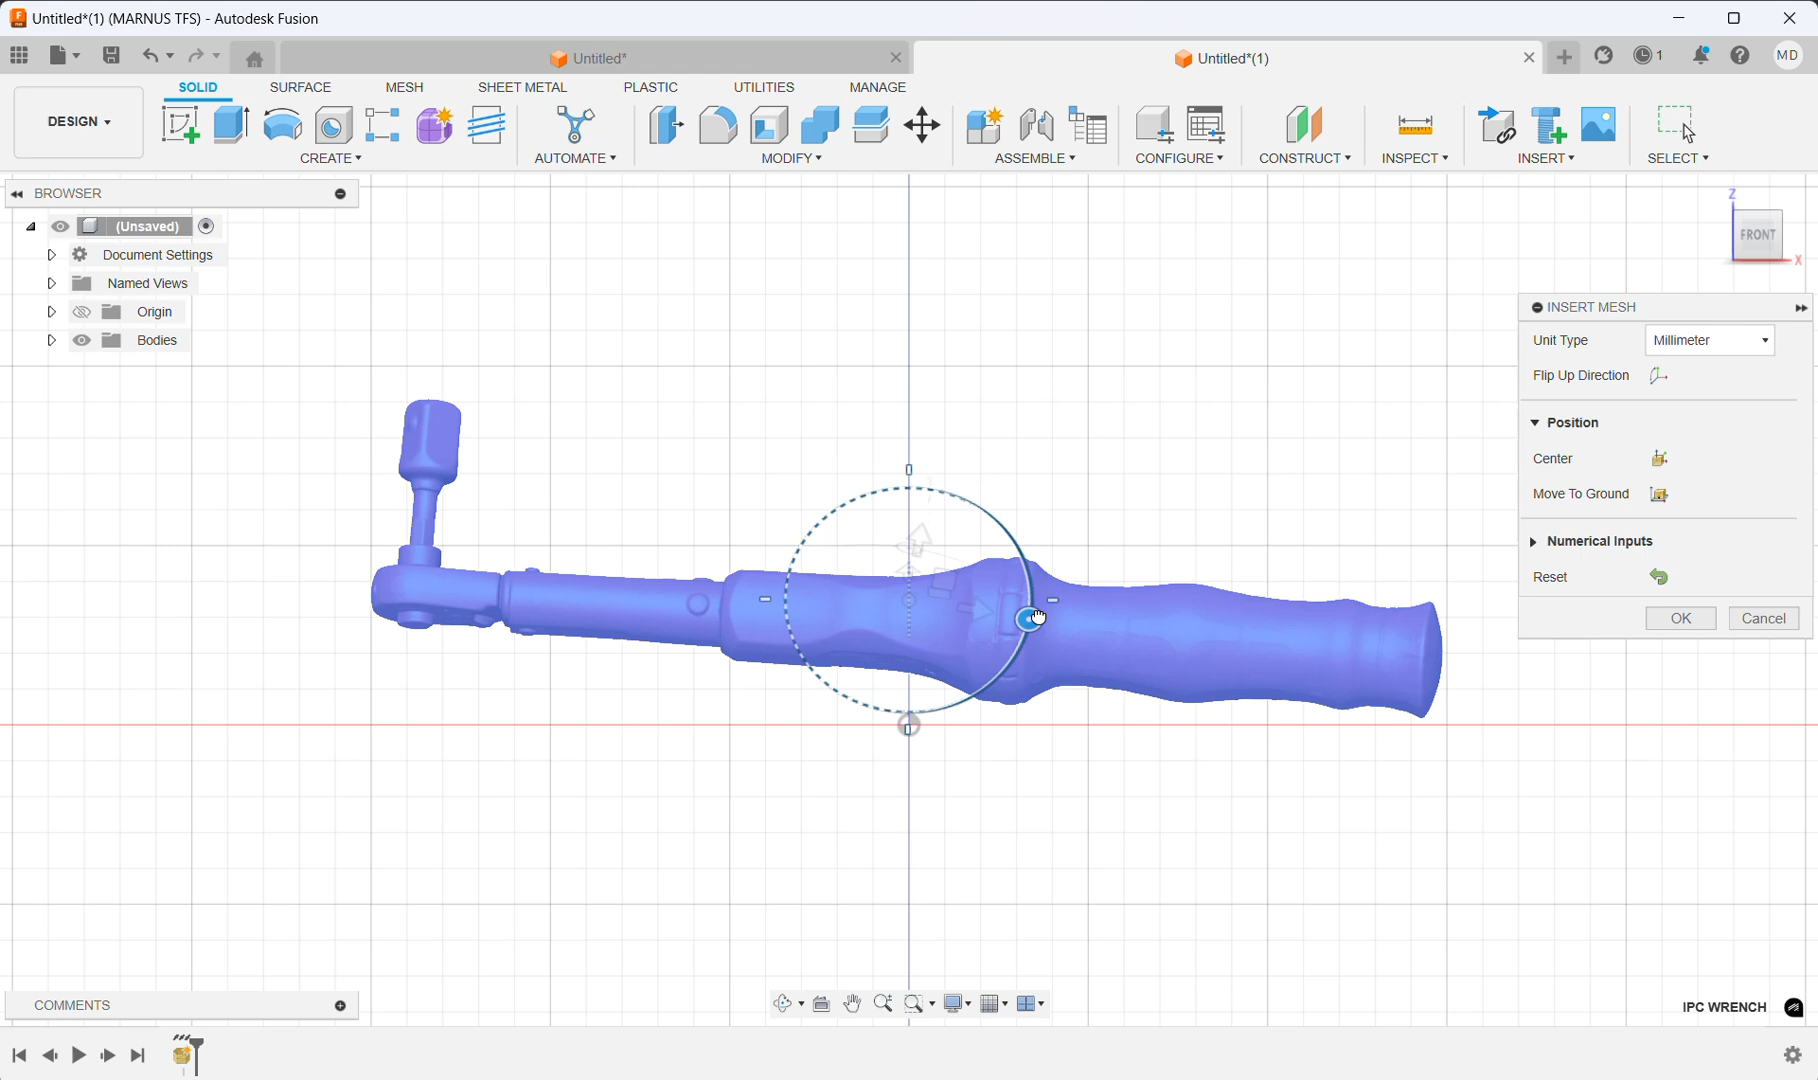 Untitled*(1) (MARNUS TFS) - Autodesk Fusion
Untitled*
Untitled*(1)
1
MD
SOLID SURFACE MESH SHEET METAL PLASTIC UTILITIES MANAGE
DESIGN
CREATE AUTOMATE MODIFY ASSEMBLE CONFIGURE CONSTRUCT INSPECT INSERT SELECT
BROWSER
(Unsaved)
Document Settings
Named Views
Origin
Bodies
Z
FRONT
X
INSERT MESH
Unit Type Millimeter
Flip Up Direction
Position
Center
Move To Ground
Numerical Inputs
Reset
OK Cancel
COMMENTS
IPC WRENCH